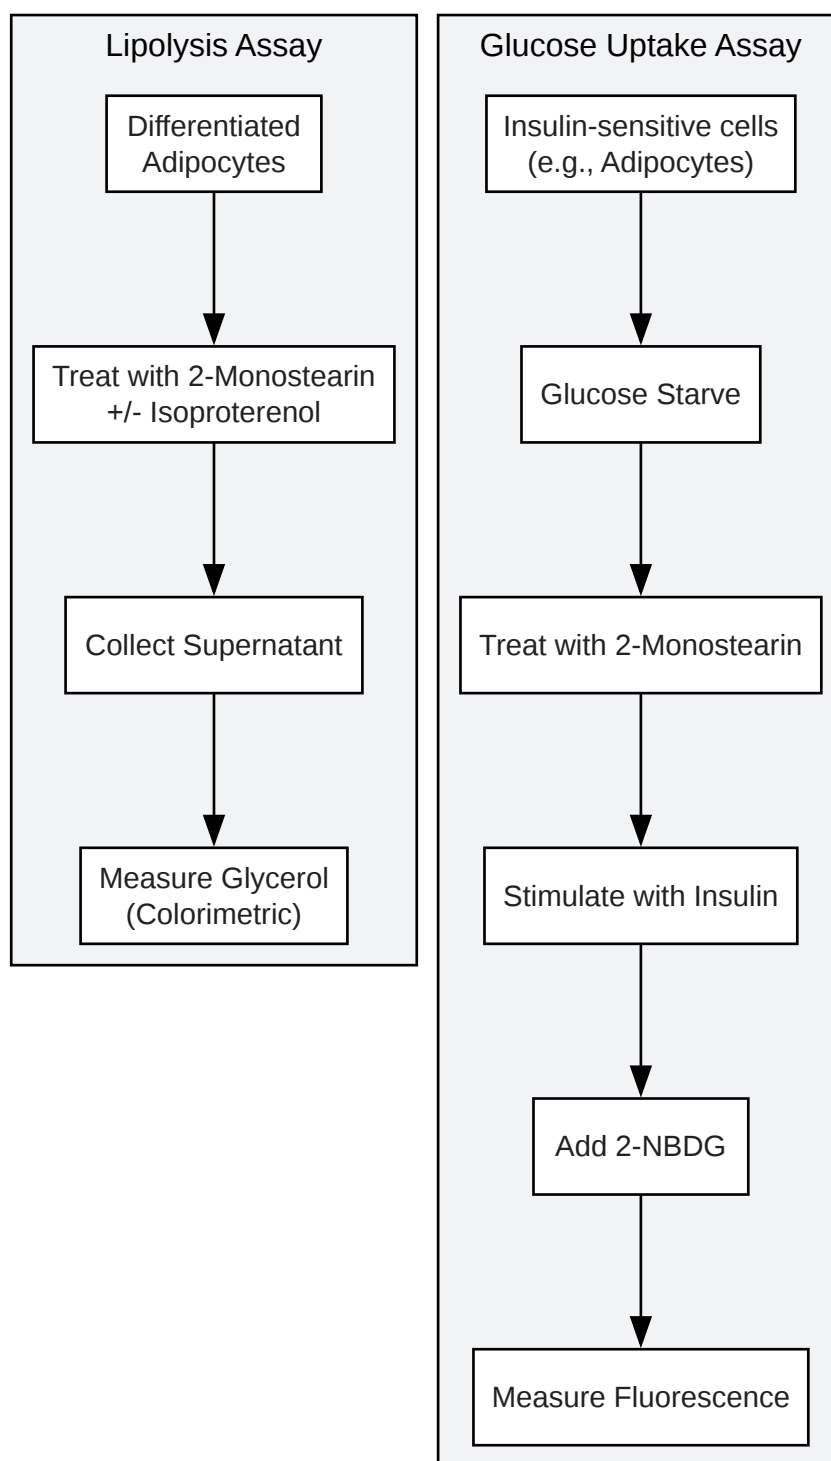 Lipolysis Assay
Differentiated
Adipocytes
Treat with 2-Monostearin
+/- Isoproterenol
Collect Supernatant
Measure Glycerol
(Colorimetric)
Glucose Uptake Assay
Insulin-sensitive cells
(e.g., Adipocytes)
Glucose Starve
Treat with 2-Monostearin
Stimulate with Insulin
Add 2-NBDG
Measure Fluorescence